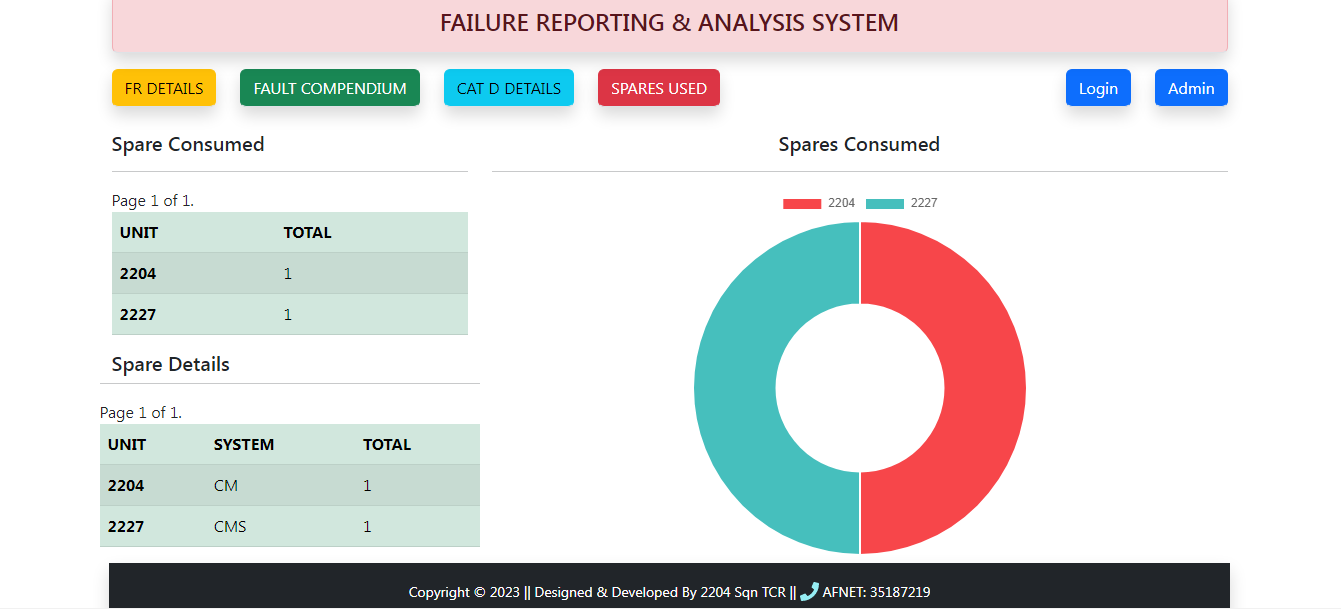 FAILURE REPORTING & ANALYSIS SYSTEM
FR DETAILS FAULT COMPENDIUM CAT D DETAILS SPARES USED Login Admin
Spare Consumed
Page 1 of 1.
UNIT TOTAL
2204 1
2227 1
Spare Details
Page 1 of 1.
UNIT SYSTEM TOTAL
2204 CM 1
2227 CMS 1
Spares Consumed
2204 2227
Copyright © 2023 || Designed & Developed By 2204 Sqn TCR || AFNET: 35187219